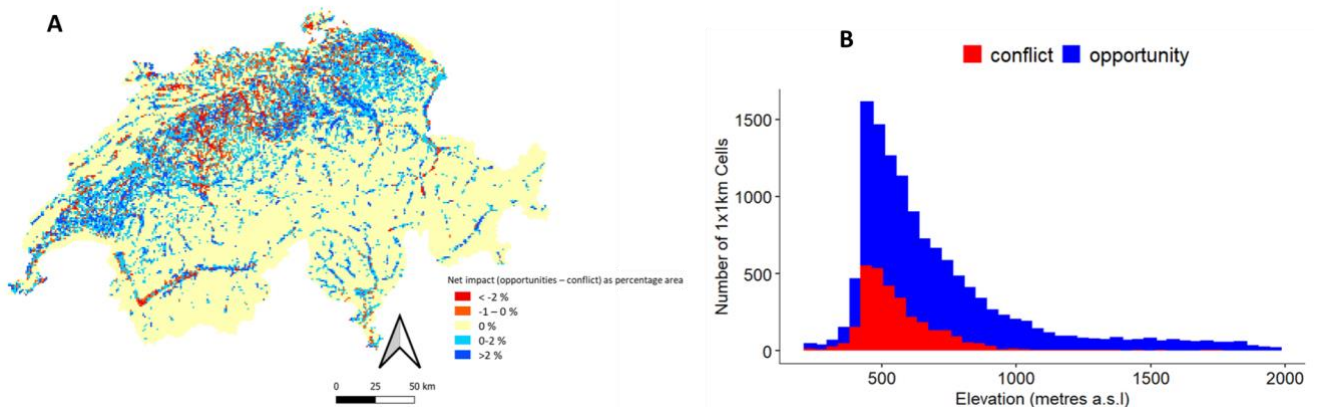 A
Net impact (opportunities – conflict) as percentage area
< -2 %
-1 – 0 %
0 %
0-2 %
>2 %
0 25 50 km
B
conflict opportunity
Number of 1x1km Cells
1500
1000
500
0
500 1000 1500 2000
Elevation (metres a.s.l)